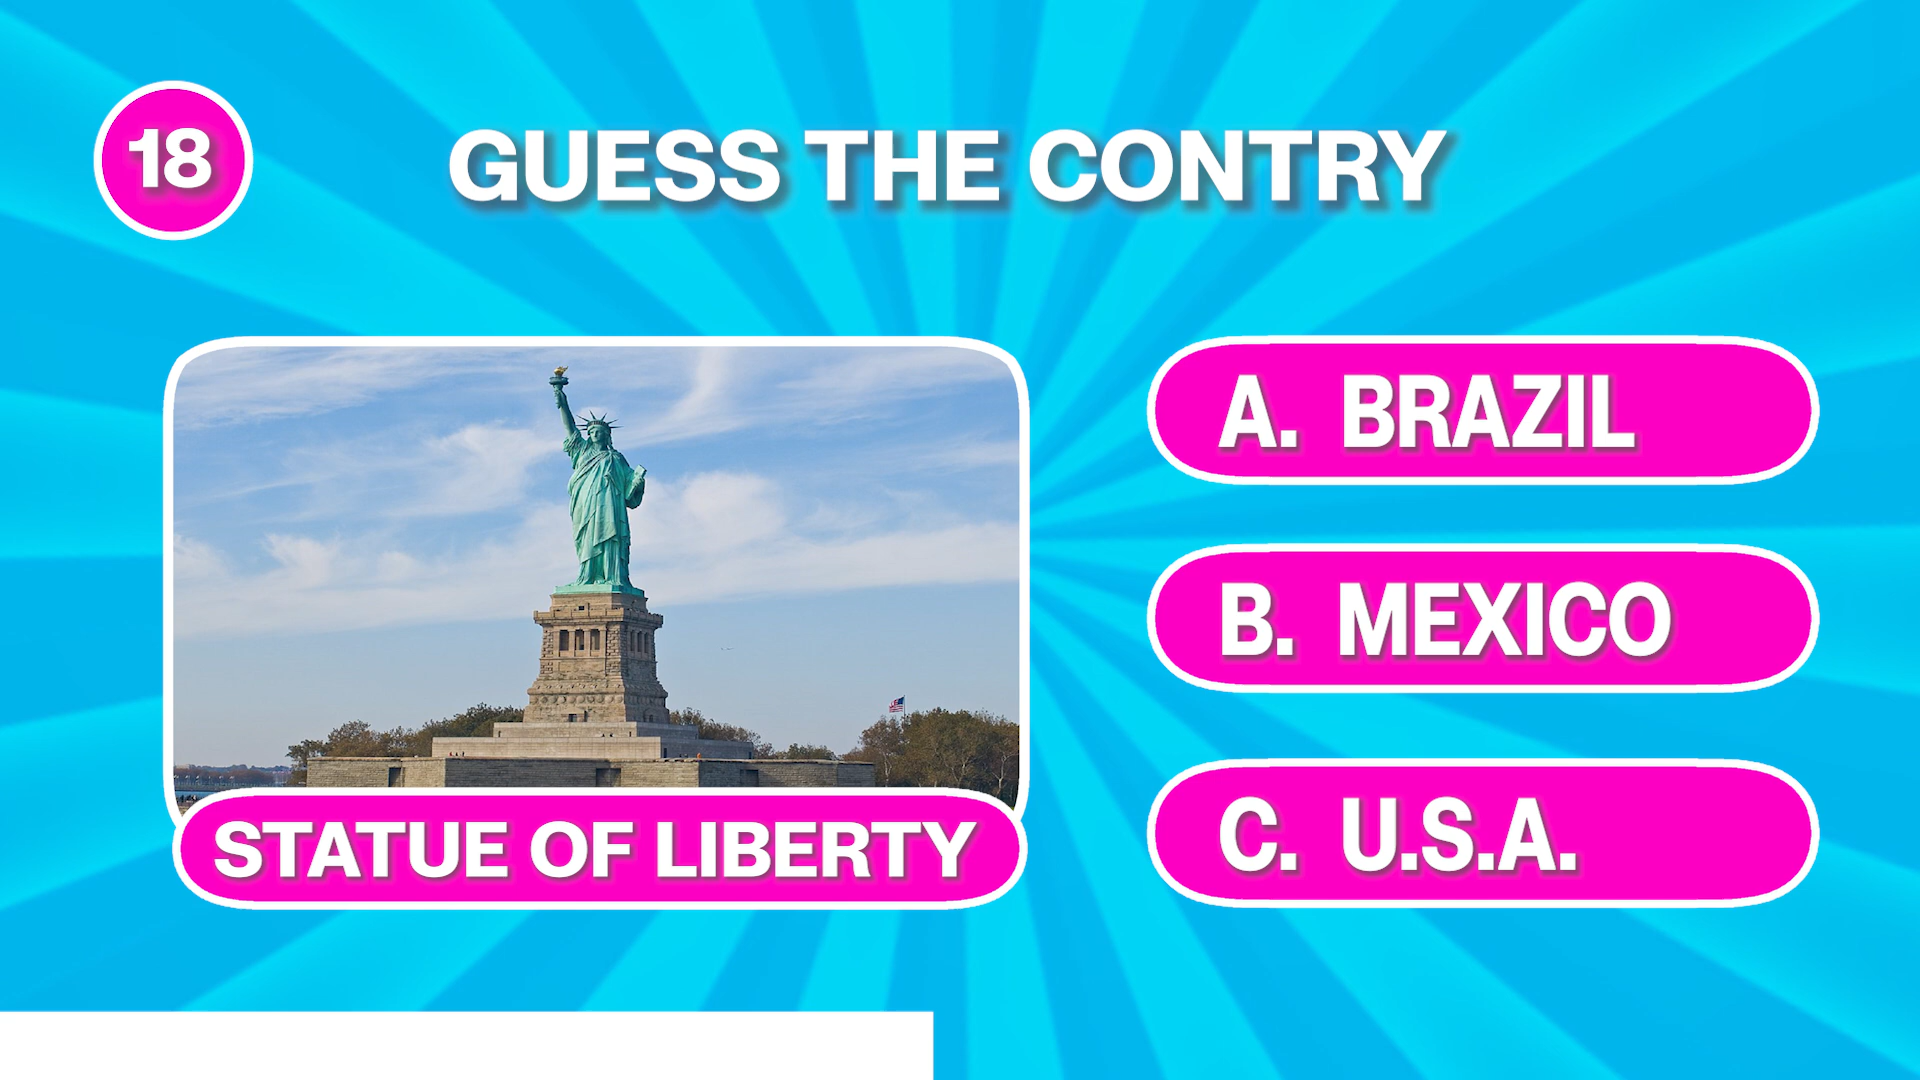 18
GUESS THE CONTRY
A. BRAZIL
B. MEXICO
C. U.S.A.
STATUE OF LIBERTY